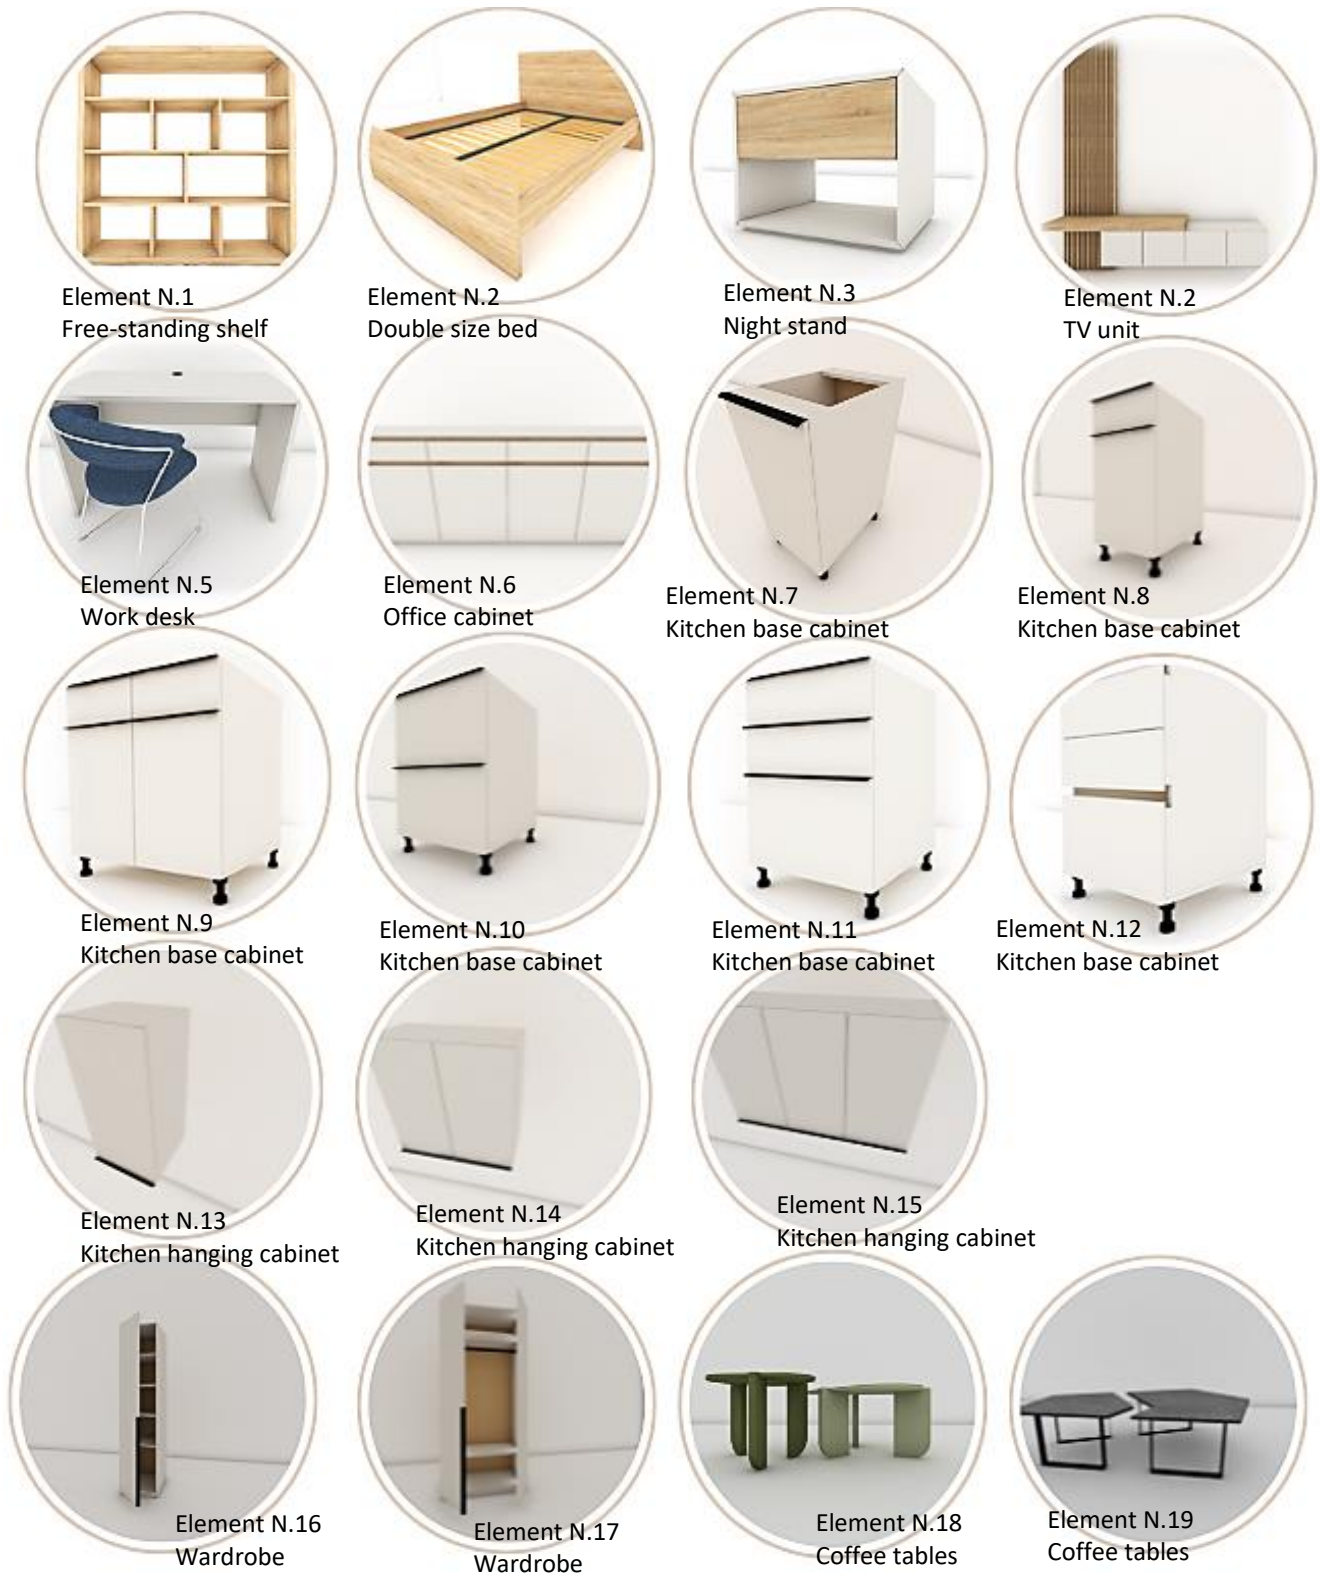 Element N.1
Free-standing shelf
Element N.2
Double size bed
Element N.3
Night stand
Element N.2
TV unit
Element N.5
Work desk
Element N.6
Office cabinet
Element N.7
Kitchen base cabinet
Element N.8
Kitchen base cabinet
Element N.9
Kitchen base cabinet
Element N.10
Kitchen base cabinet
Element N.11
Kitchen base cabinet
Element N.12
Kitchen base cabinet
Element N.13
Kitchen hanging cabinet
Element N.14
Kitchen hanging cabinet
Element N.15
Kitchen hanging cabinet
Element N.16
Wardrobe
Element N.17
Wardrobe
Element N.18
Coffee tables
Element N.19
Coffee tables